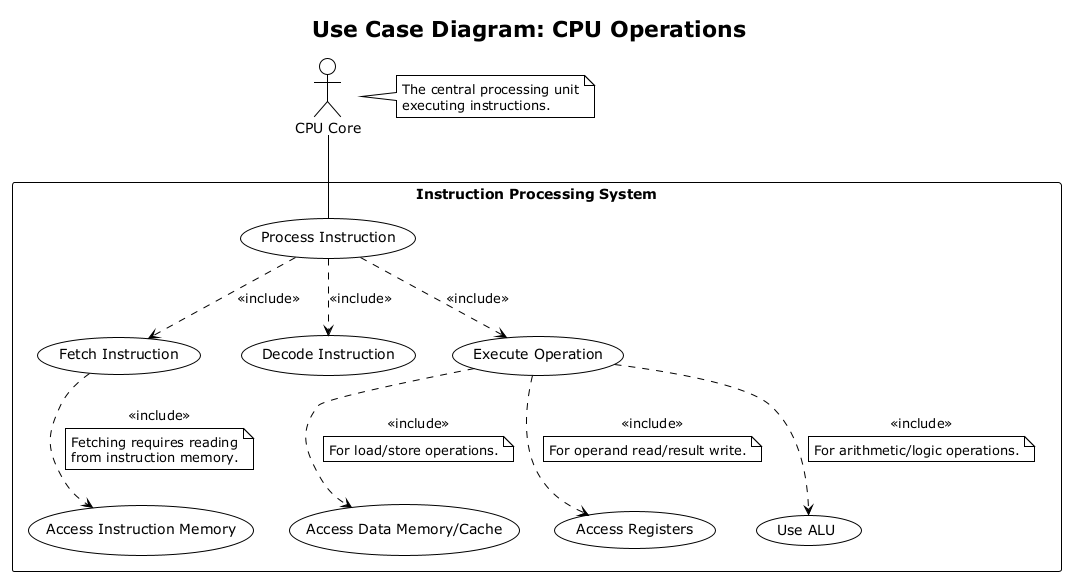 Use Case Diagram: CPU Operations
The central processing unit
executing instructions.
CPU Core
Instruction Processing System
Process Instruction
«include»
«include»
«include»
Fetch Instruction
Decode Instruction
Execute Operation
«include»
Fetching requires reading
from instruction memory.
«include»
For load/store operations.
«include»
For operand read/result write.
«include»
For arithmetic/logic operations.
Access Instruction Memory
Access Data Memory/Cache
Access Registers
Use ALU